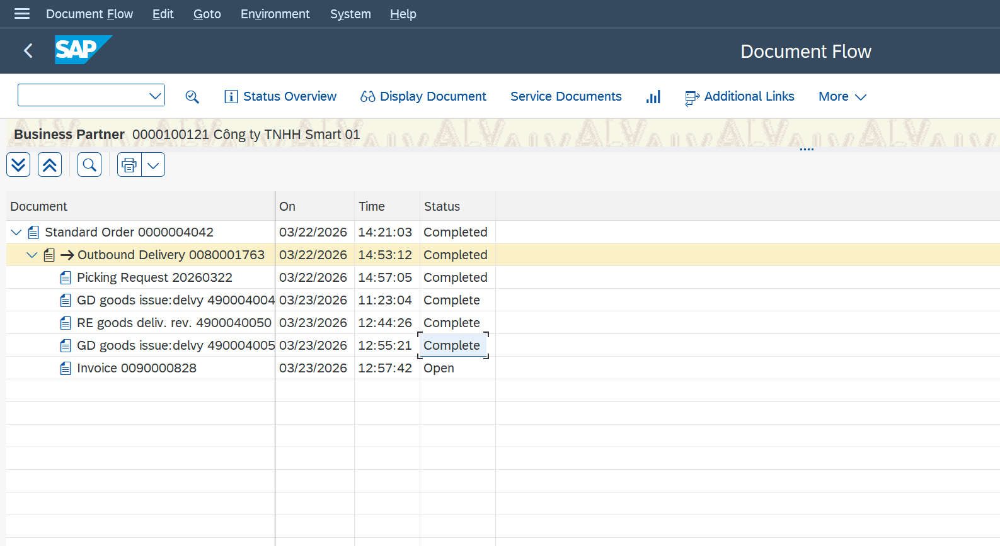 Document Flow Edit Goto Environment System Help
SAP Document Flow
Status Overview Display Document Service Documents Additional Links More
Business Partner 0000100121 Công ty TNHH Smart 01
Document On Time Status
Standard Order 0000004042 03/22/2026 14:21:03 Completed
Outbound Delivery 0080001763 03/22/2026 14:53:12 Completed
Picking Request 20260322 03/22/2026 14:57:05 Completed
GD goods issue:delvy 490004004 03/23/2026 11:23:04 Complete
RE goods deliv. rev. 4900040050 03/23/2026 12:44:26 Complete
GD goods issue:delvy 490004005 03/23/2026 12:55:21 Complete
Invoice 0090000828 03/23/2026 12:57:42 Open